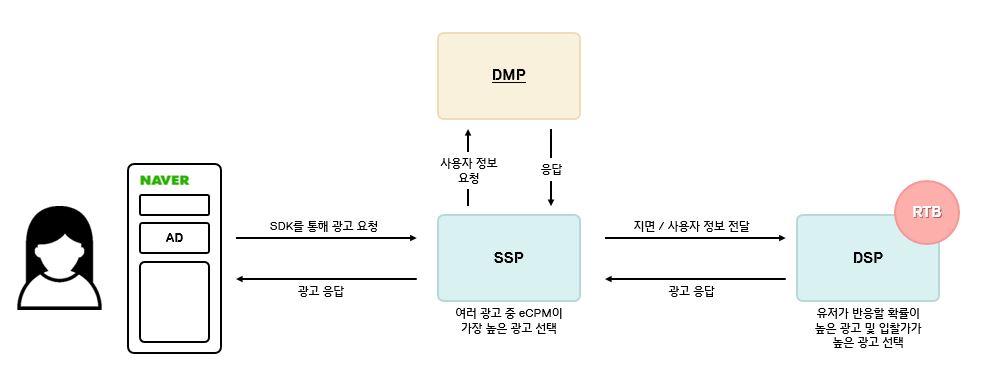 DMP
사용자 정보
요청
응답
NAVER
AD
SDK를 통해 광고 요청
광고 응답
SSP
여러 광고 중 eCPM이
가장 높은 광고 선택
지면 / 사용자 정보 전달
광고 응답
RTB
DSP
유저가 반응할 확률이
높은 광고 및 입찰가가
높은 광고 선택